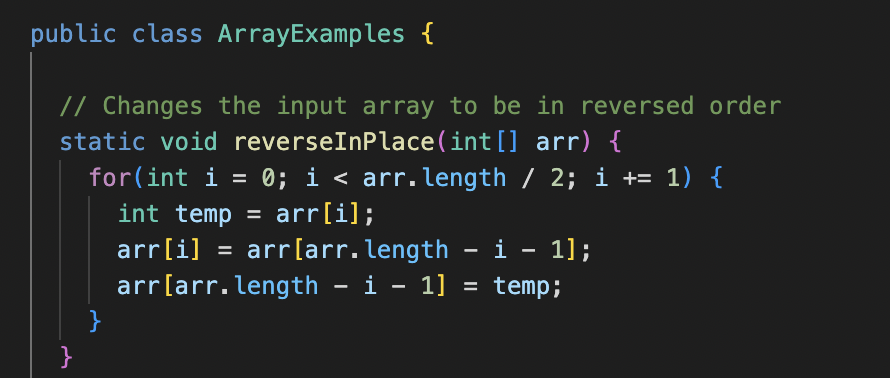 public class ArrayExamples {
// Changes the input array to be in reversed order
static void reverseInPlace(int[] arr) {
for(int i = 0; i < arr.length / 2; i += 1) {
int temp = arr[i];
arr[i] = arr[arr.length - i - 1];
arr[arr.length - i - 1] = temp;
}
}